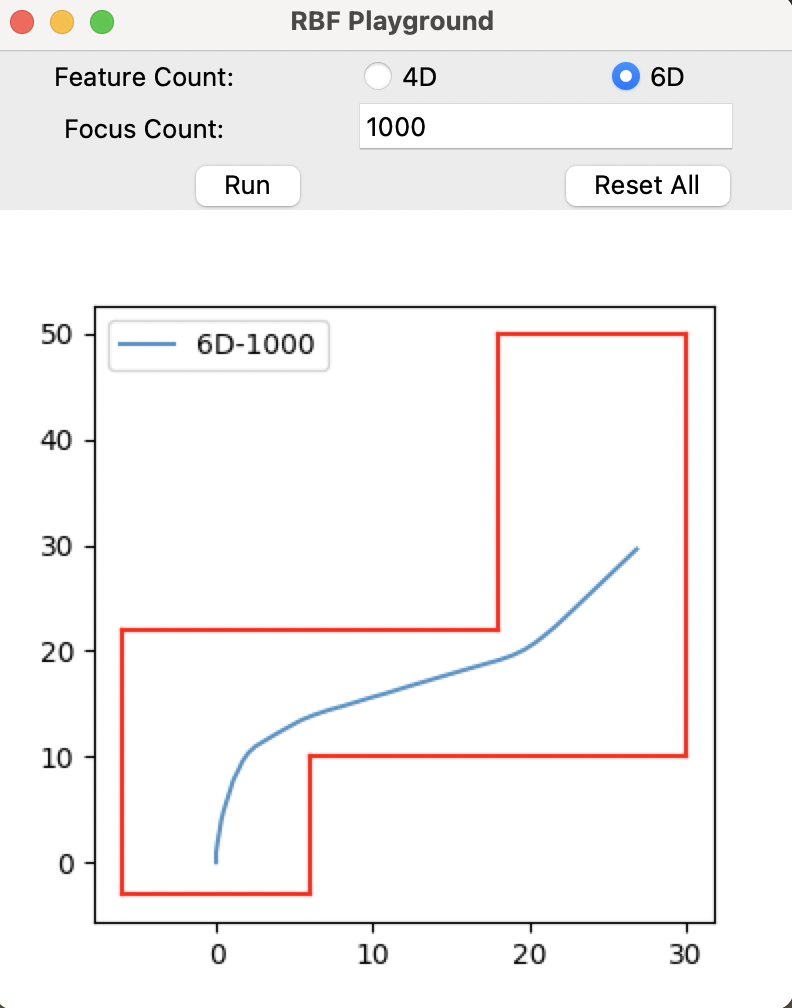 RBF Playground
Feature Count: 4D 6D
Focus Count: 1000
Run Reset All
6D-1000
50
40
30
20
10
0
0 10 20 30